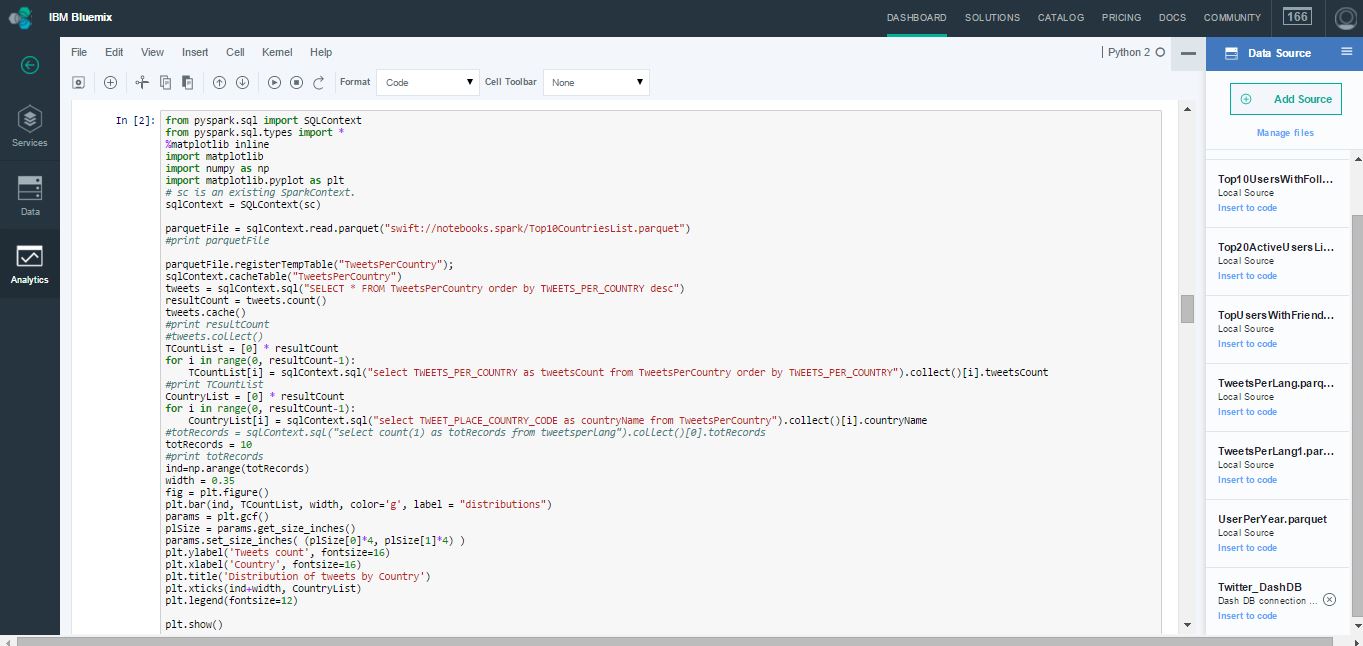 IBM Bluemix
DASHBOARD SOLUTIONS CATALOG PRICING DOCS COMMUNITY 166
File Edit View Insert Cell Kernel Help
Python 2
Format Code Cell Toolbar None
Services
Data
Analytics
In [2]:
from pyspark.sql import SQLContext
from pyspark.sql.types import *
%matplotlib inline
import matplotlib
import numpy as np
import matplotlib.pyplot as plt
# sc is an existing SparkContext.
sqlContext = SQLContext(sc)
parquetFile = sqlContext.read.parquet("swift://notebooks.spark/Top10CountriesList.parquet")
#print parquetFile
parquetFile.registerTempTable("TweetsPerCountry");
sqlContext.cacheTable("TweetsPerCountry")
tweets = sqlContext.sql("SELECT * FROM TweetsPerCountry order by TWEETS_PER_COUNTRY desc")
resultCount = tweets.count()
tweets.cache()
#print resultCount
#tweets.collect()
TCountList = [0] * resultCount
for i in range(0, resultCount-1):
    TCountList[i] = sqlContext.sql("select TWEETS_PER_COUNTRY as tweetsCount from TweetsPerCountry order by TWEETS_PER_COUNTRY").collect()[i].tweetsCount
#print TCountList
CountryList = [0] * resultCount
for i in range(0, resultCount-1):
    CountryList[i] = sqlContext.sql("select TWEET_PLACE_COUNTRY_CODE as countryName from TweetsPerCountry").collect()[i].countryName
#totRecords = sqlContext.sql("select count(1) as totRecords from tweetsperlang").collect()[0].totRecords
totRecords = 10
#print totRecords
ind=np.arange(totRecords)
width = 0.35
fig = plt.figure()
plt.bar(ind, TCountList, width, color='g', label = "distributions")
params = plt.gcf()
plSize = params.get_size_inches()
params.set_size_inches( (plSize[0]*4, plSize[1]*4) )
plt.ylabel('Tweets count', fontsize=16)
plt.xlabel('Country', fontsize=16)
plt.title('Distribution of tweets by Country')
plt.xticks(ind+width, CountryList)
plt.legend(fontsize=12)
plt.show()
Data Source
Add Source
Manage files
Top10UsersWithFoll...
Local Source
Insert to code
Top20ActiveUsersLi...
Local Source
Insert to code
TopUsersWithFriend...
Local Source
Insert to code
TweetsPerLang.parq...
Local Source
Insert to code
TweetsPerLang1.par...
Local Source
Insert to code
UserPerYear.parquet
Local Source
Insert to code
Twitter_DashDB
Dash DB connection ...
Insert to code